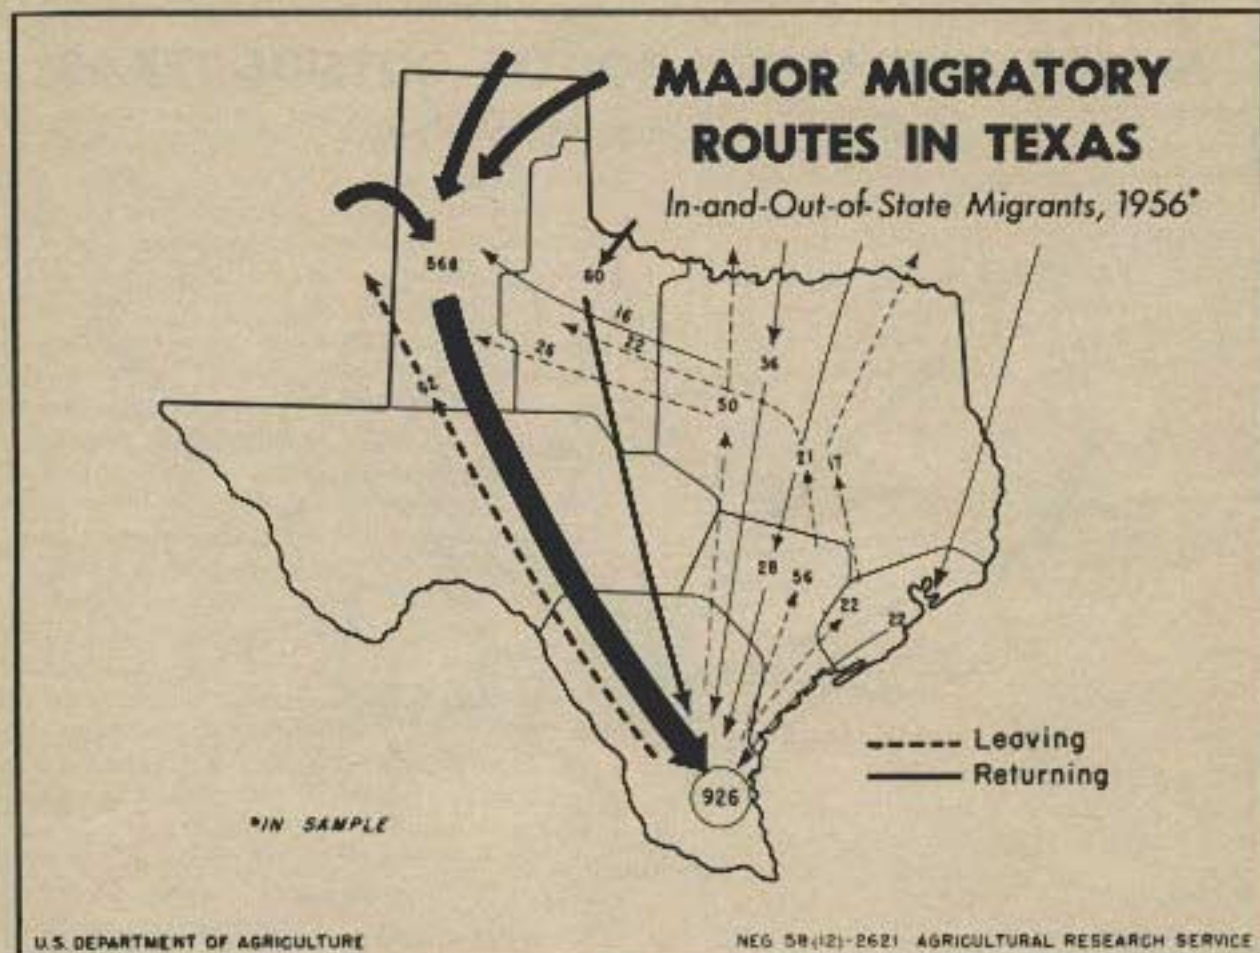 MAJOR MIGRATORY
ROUTES IN TEXAS
In-and-Out-of-State Migrants, 1956*
568
60
16
22
26
56
62
50
21
17
28
56
22
22
Leaving
Returning
926
*IN SAMPLE
U.S. DEPARTMENT OF AGRICULTURE
NEG 58(12)-2621 AGRICULTURAL RESEARCH SERVICE